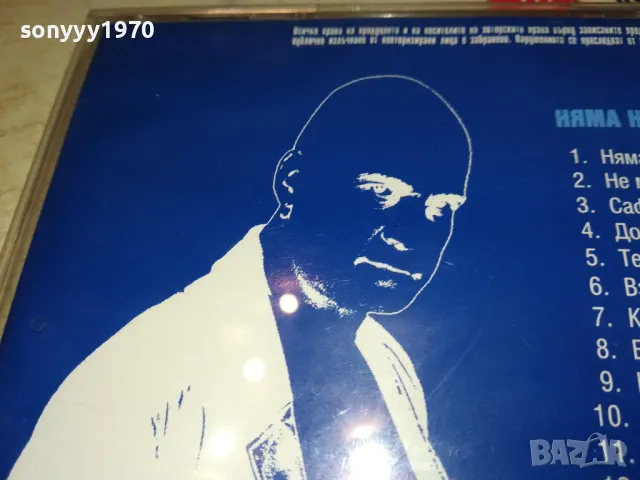 sonyyy1970
Всички права на продуцента и на носителите на авторските права върху записаните
публично излъчване от неоторизирани лица е забранено. Нарушенията се преследват от
НЯМА Н
1. Няма
2. Не
3. Саф
4. До
5. Те
6. В
7. К
8. В
9.
10.
11.
BAZAR